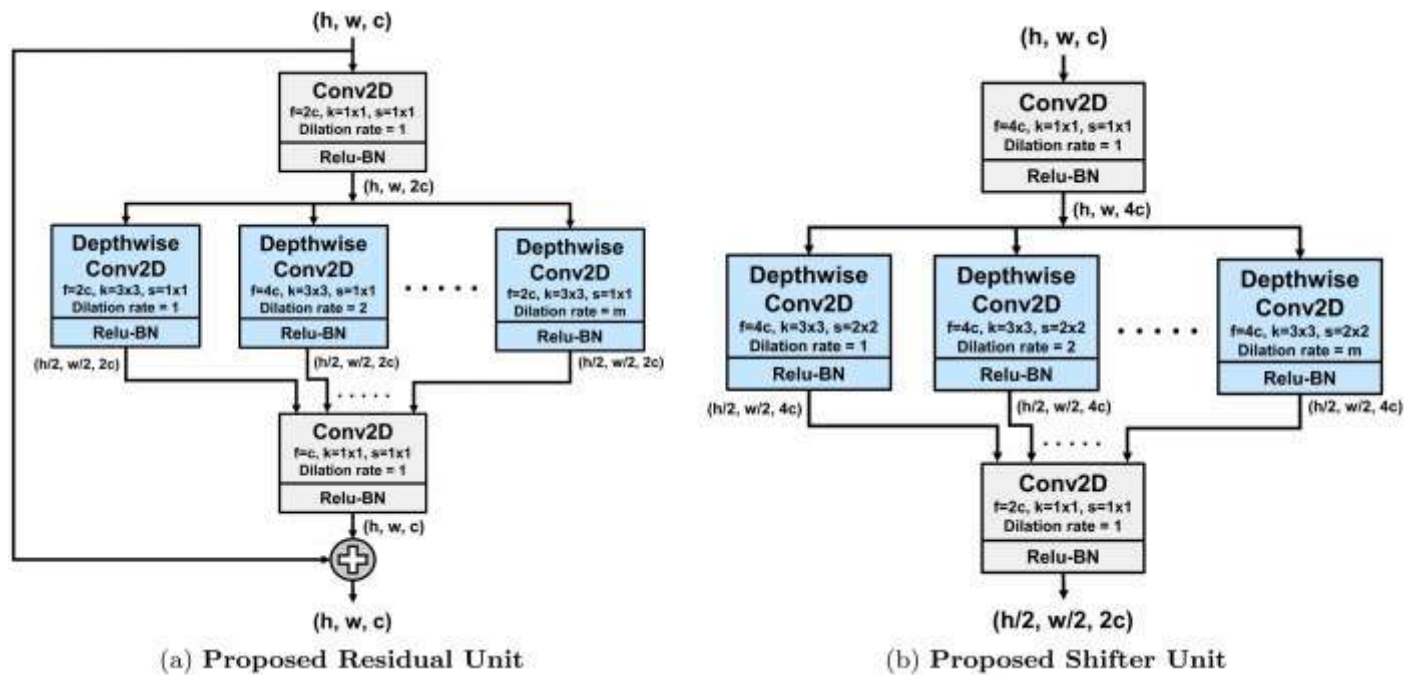 (h, w, c)
Conv2D
f=2c, k=1x1, s=1x1
Dilation rate = 1
Relu-BN
(h, w, 2c)
Depthwise
Conv2D
f=2c, k=3x3, s=1x1
Dilation rate = 1
Relu-BN
(h/2, w/2, 2c)
Depthwise
Conv2D
f=4c, k=3x3, s=1x1
Dilation rate = 2
Relu-BN
(h/2, w/2, 2c)
Depthwise
Conv2D
f=2c, k=3x3, s=1x1
Dilation rate = m
Relu-BN
(h/2, w/2, 2c)
Conv2D
f=c, k=1x1, s=1x1
Dilation rate = 1
Relu-BN
(h, w, c)
(h, w, c)
(a) Proposed Residual Unit
(h, w, c)
Conv2D
f=4c, k=1x1, s=1x1
Dilation rate = 1
Relu-BN
(h, w, 4c)
Depthwise
Conv2D
f=4c, k=3x3, s=2x2
Dilation rate = 1
Relu-BN
(h/2, w/2, 4c)
Depthwise
Conv2D
f=4c, k=3x3, s=2x2
Dilation rate = 2
Relu-BN
(h/2, w/2, 4c)
Depthwise
Conv2D
f=4c, k=3x3, s=2x2
Dilation rate = m
Relu-BN
(h/2, w/2, 4c)
Conv2D
f=2c, k=1x1, s=1x1
Dilation rate = 1
Relu-BN
(h/2, w/2, 2c)
(b) Proposed Shifter Unit